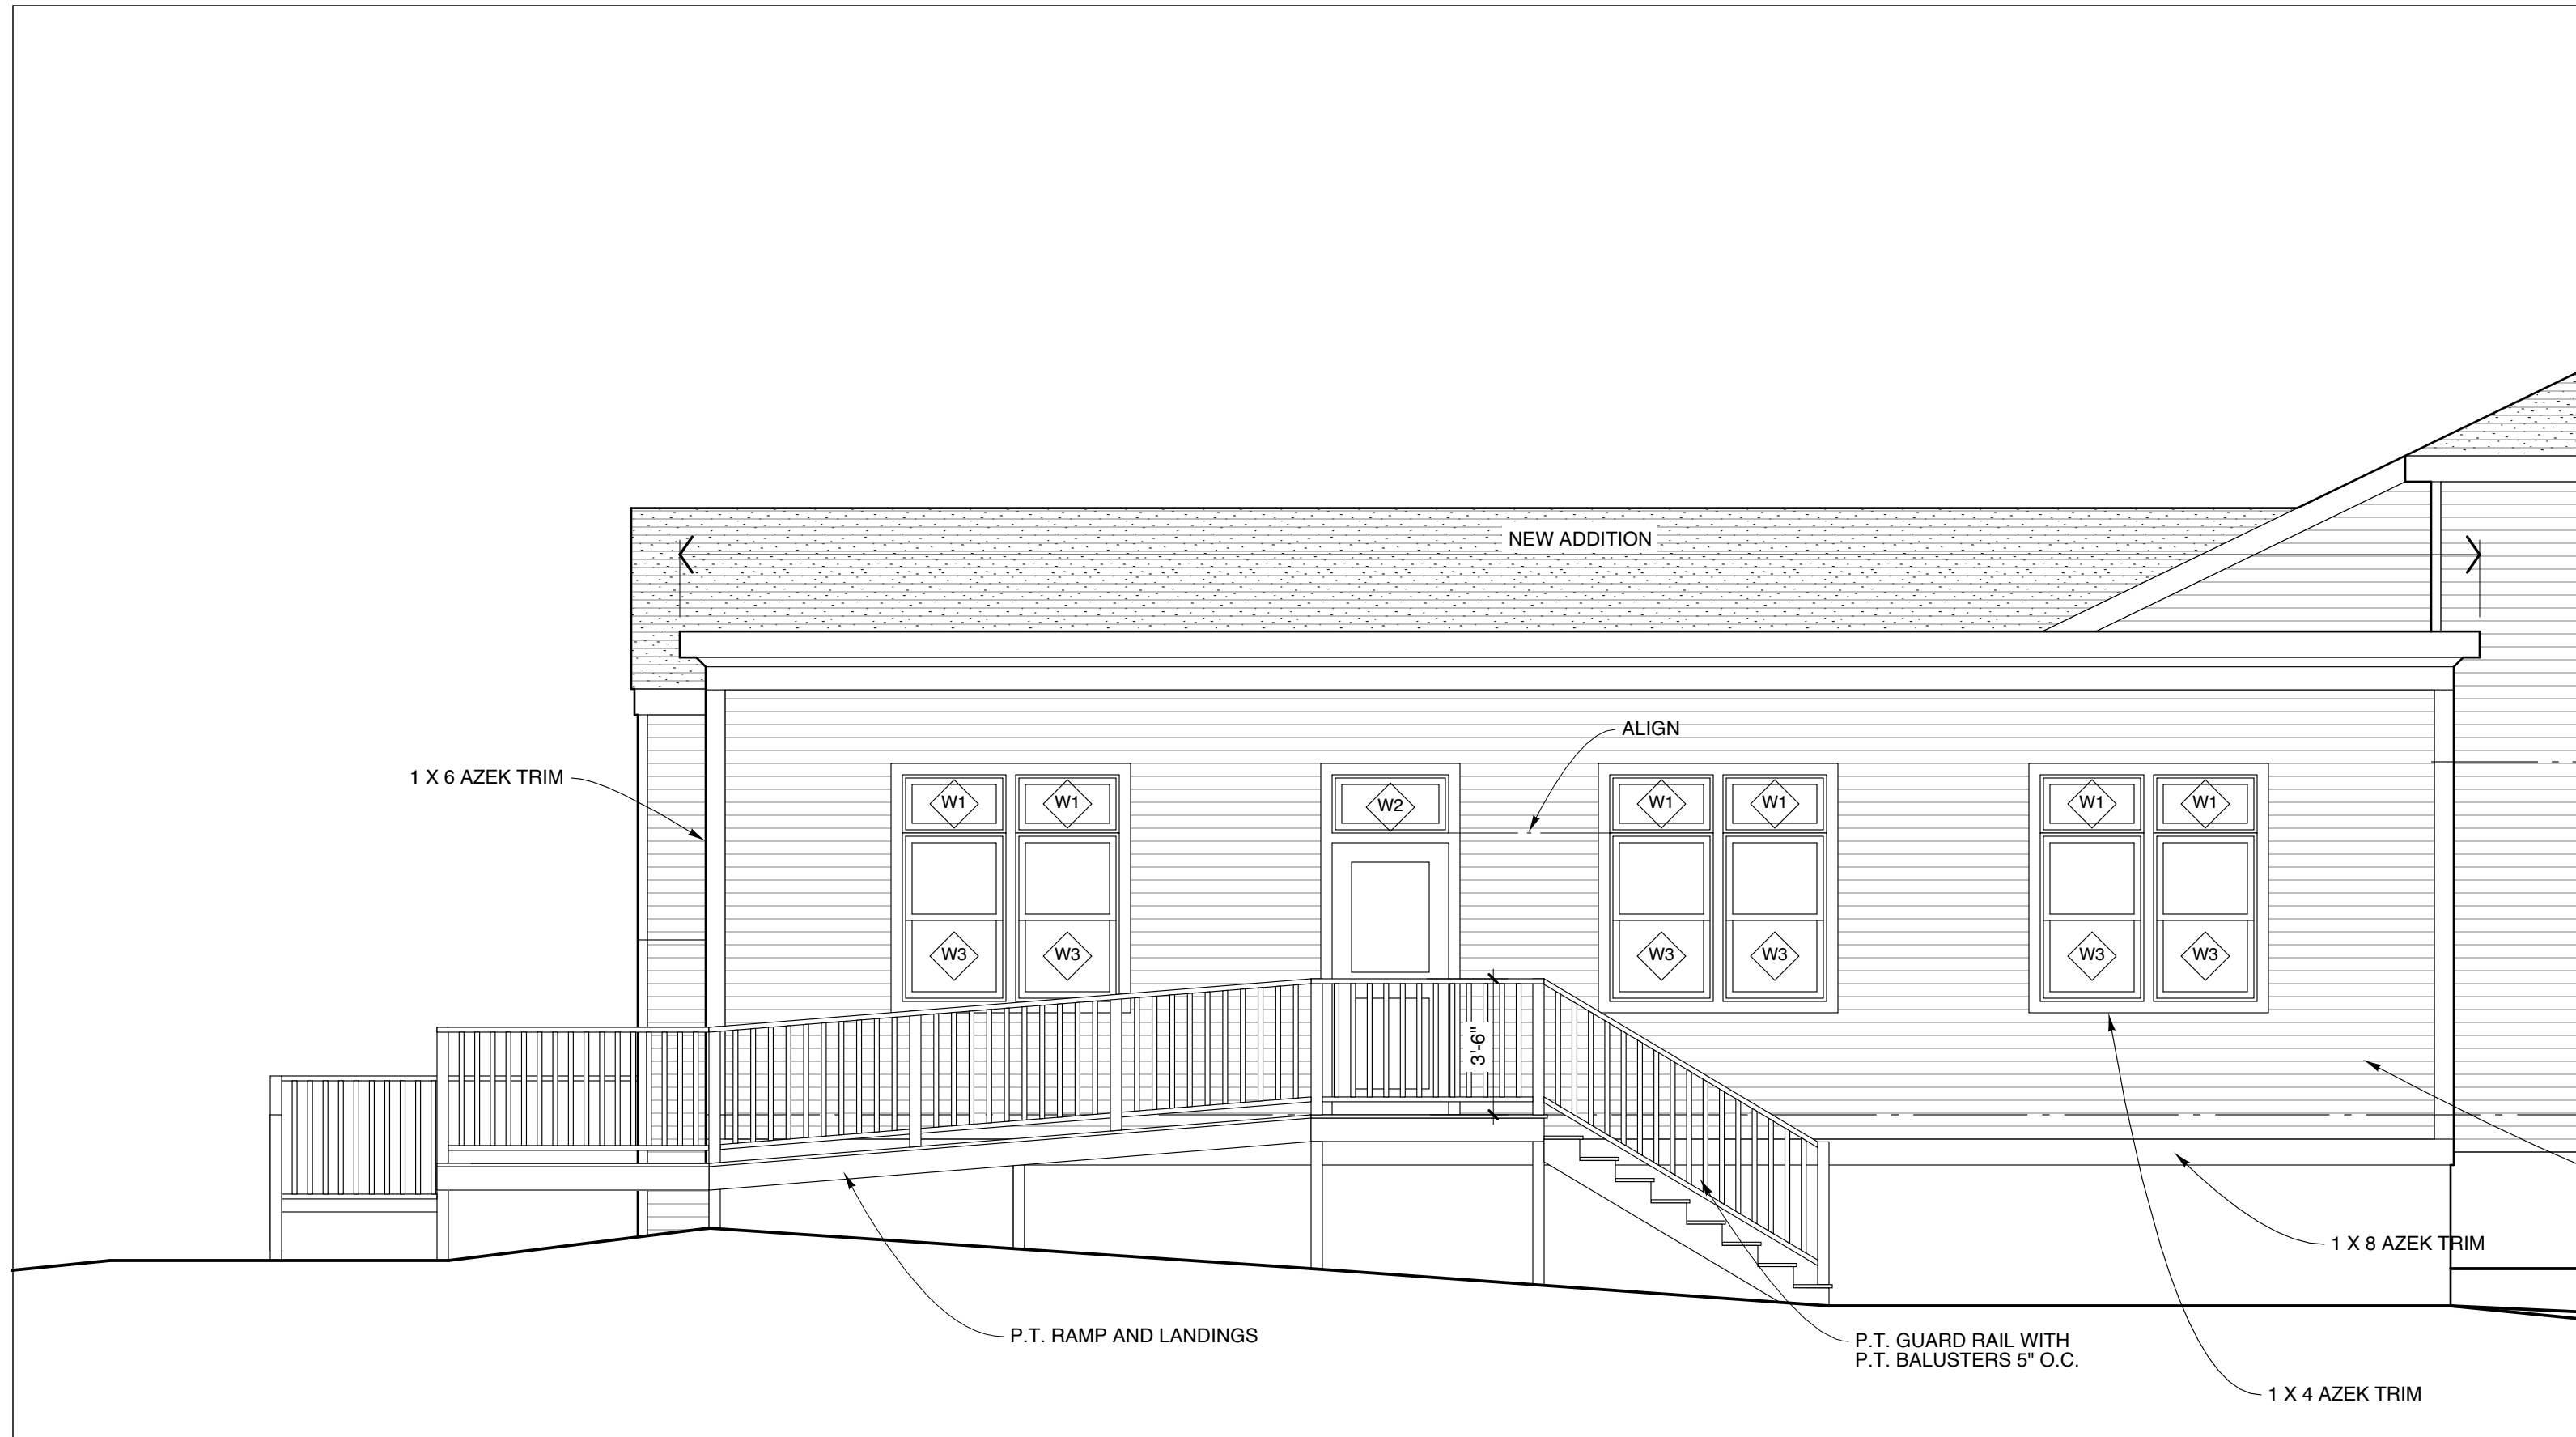 NEW ADDITION
ALIGN
1 X 6 AZEK TRIM
W1 W1 W2 W1 W1 W1 W1
W3 W3 W3 W3 W3 W3
3'-6"
1 X 8 AZEK TRIM
P.T. RAMP AND LANDINGS
P.T. GUARD RAIL WITH
P.T. BALUSTERS 5" O.C.
1 X 4 AZEK TRIM